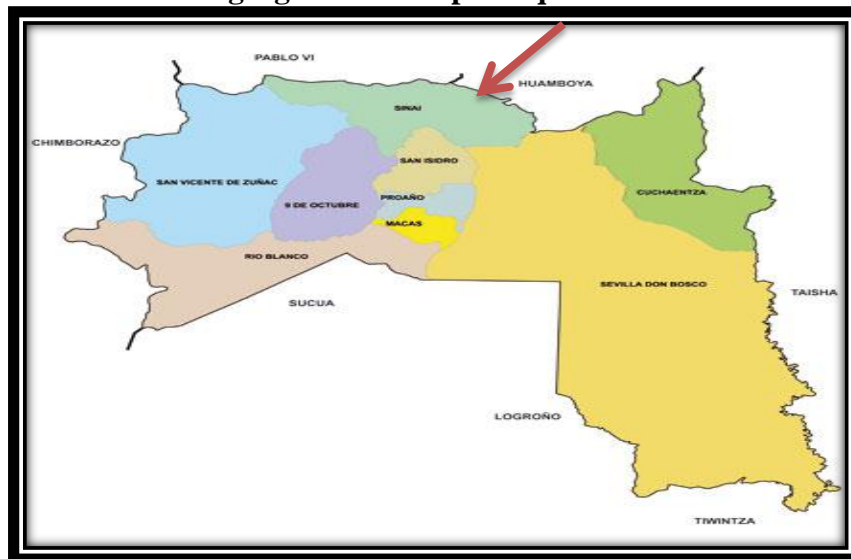 PABLO VI
HUAMBOYA
SINAI
CHIMBORAZO
SAN ISIDRO
SAN VICENTE DE ZUÑAC
CUCHAENTZA
PROAÑO
9 DE OCTUBRE
MACAS
RIO BLANCO
SEVILLA DON BOSCO
TAISHA
SUCUA
LOGROÑO
TIWINTZA